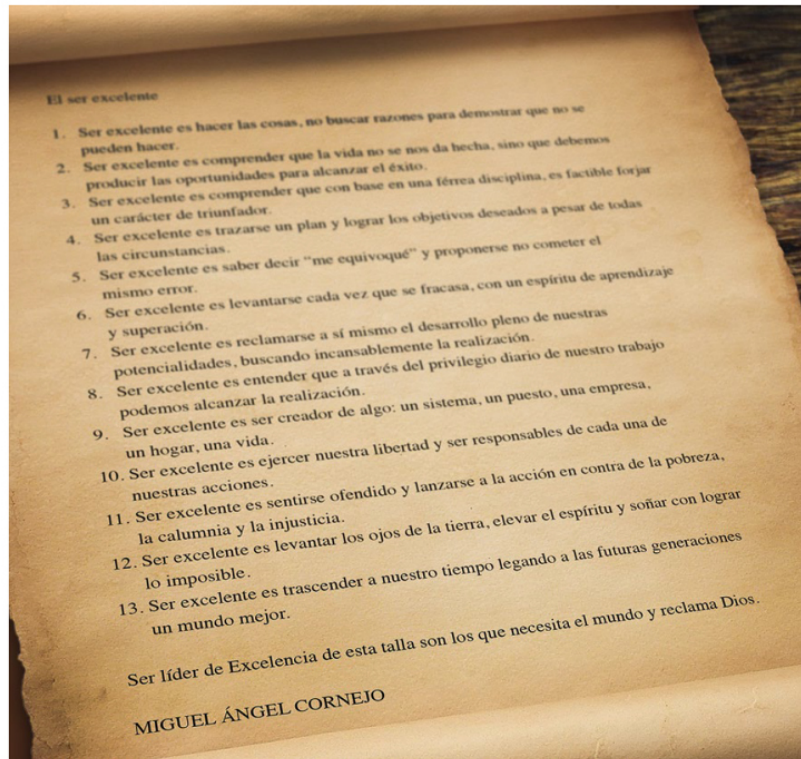 El ser excelente
1. Ser excelente es hacer las cosas, no buscar razones para demostrar que no se
pueden hacer.
2. Ser excelente es comprender que la vida no se nos da hecha, sino que debemos
producir las oportunidades para alcanzar el éxito.
3. Ser excelente es comprender que con base en una férrea disciplina, es factible forjar
un carácter de triunfador.
4. Ser excelente es trazarse un plan y lograr los objetivos deseados a pesar de todas
las circunstancias.
5. Ser excelente es saber decir "me equivoqué" y proponerse no cometer el
mismo error.
6. Ser excelente es levantarse cada vez que se fracasa, con un espíritu de aprendizaje
y superación.
7. Ser excelente es reclamarse a sí mismo el desarrollo pleno de nuestras
potencialidades, buscando incansablemente la realización.
8. Ser excelente es entender que a través del privilegio diario de nuestro trabajo
podemos alcanzar la realización.
9. Ser excelente es ser creador de algo: un sistema, un puesto, una empresa,
un hogar, una vida.
10. Ser excelente es ejercer nuestra libertad y ser responsables de cada una de
nuestras acciones.
11. Ser excelente es sentirse ofendido y lanzarse a la acción en contra de la pobreza,
la calumnia y la injusticia.
12. Ser excelente es levantar los ojos de la tierra, elevar el espíritu y soñar con lograr
lo imposible.
13. Ser excelente es trascender a nuestro tiempo legando a las futuras generaciones
un mundo mejor.
Ser líder de Excelencia de esta talla son los que necesita el mundo y reclama Dios.
MIGUEL ÁNGEL CORNEJO